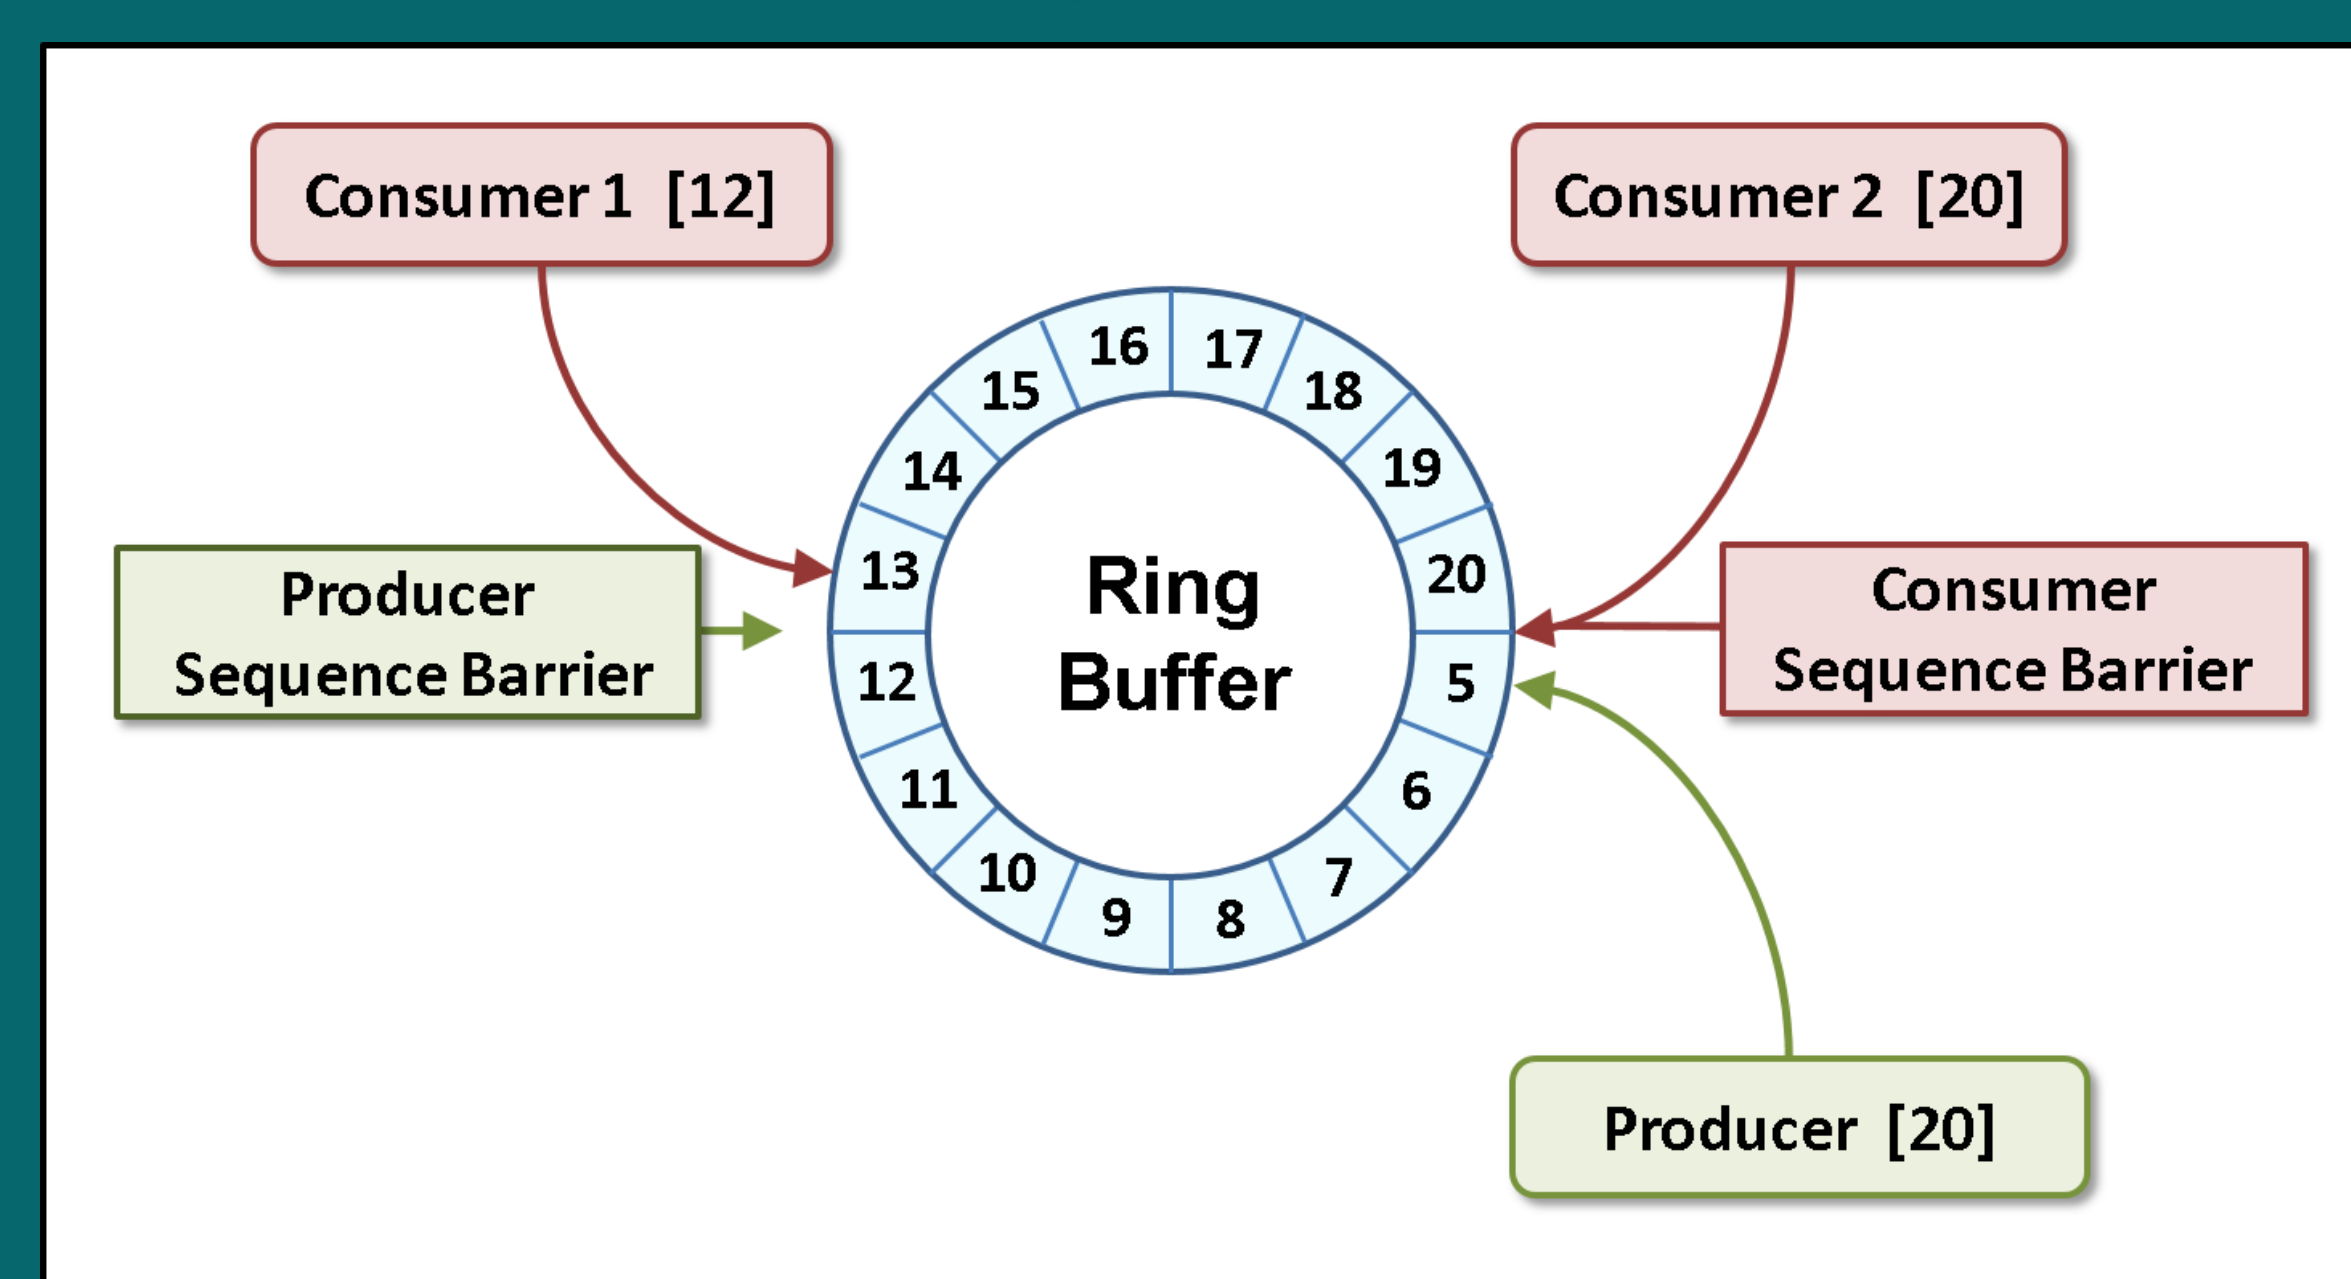 Consumer 1 [12]
Consumer 2 [20]
16
17
15
18
14
19
13
20
Producer
Sequence Barrier
Ring
Buffer
Consumer
Sequence Barrier
12
5
11
6
10
7
9
8
Producer [20]